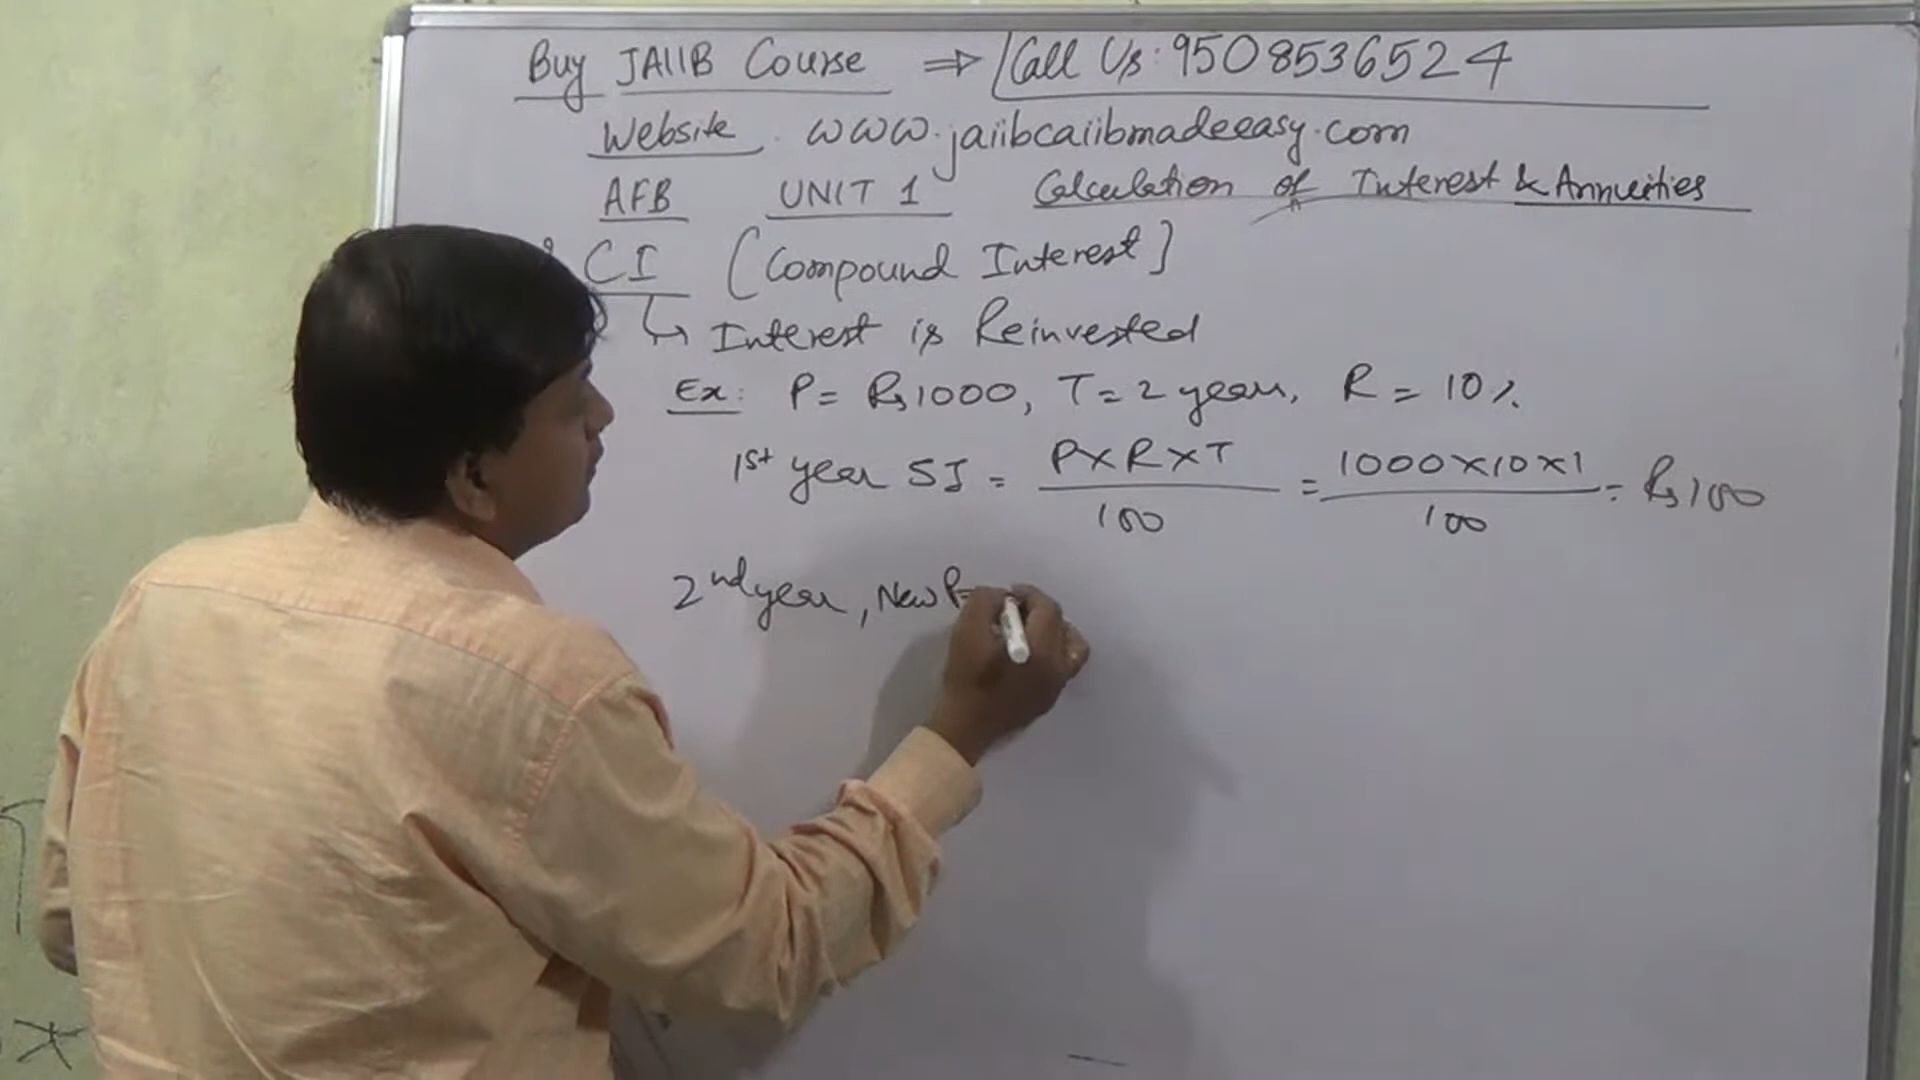 Buy JAIIB Course ⇒ Call Us: 9508536524
Website. www.jaiibcaiibmadeeasy.com
AFB UNIT 1 Calculation of Interest & Annuities
CI (Compound Interest]
↳ Interest is Reinvested
Ex: P = Rs1000, T = 2 years, R = 10%
1st year SI = P×R×T / 100 = 1000×10×1 / 100 = Rs100
2nd year, New P=